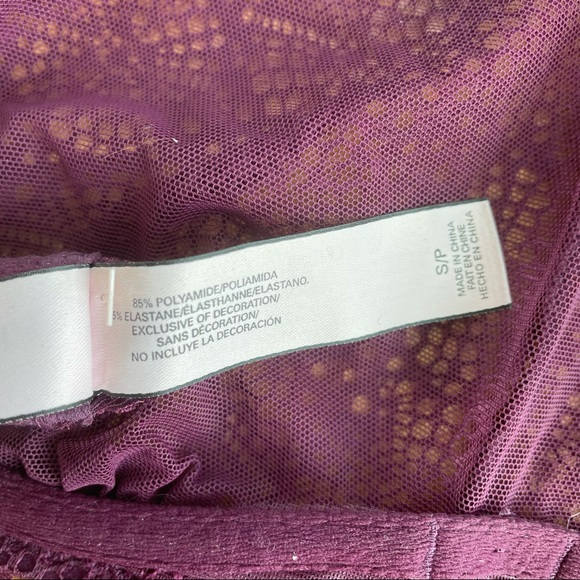 85% POLYAMIDE/POLIAMIDA
5% ELASTANE/ÉLASTHANNE/ELASTANO.
EXCLUSIVE OF DECORATION/
SANS DÉCORATION/
NO INCLUYE LA DECORACIÓN
S/P
MADE IN CHINA
FAIT EN CHINE
HECHO EN CHINA